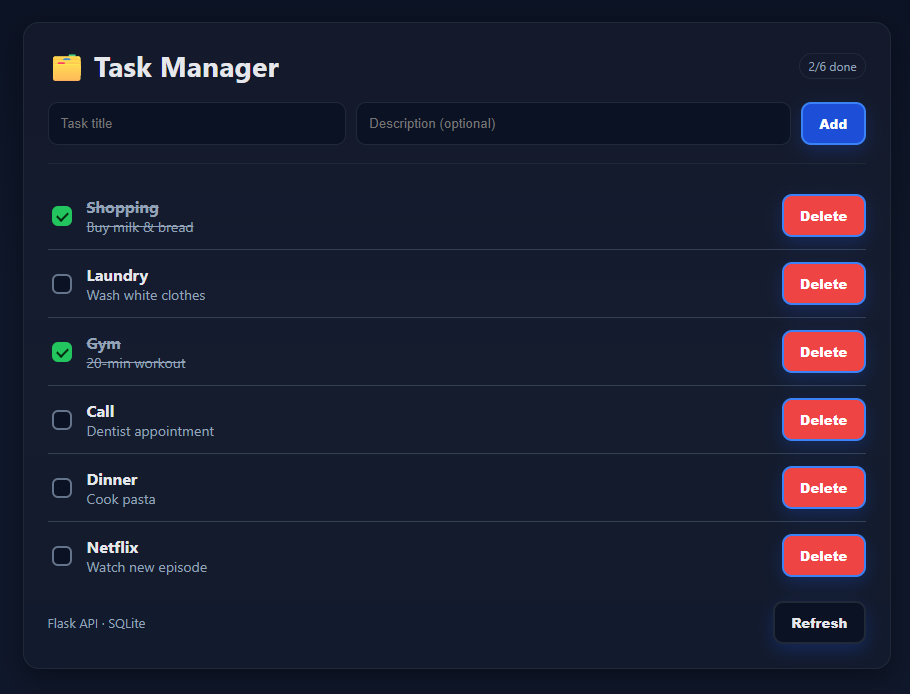 Task Manager
2/6 done
Task title
Description (optional)
Add
Shopping
Buy milk & bread
Delete
Laundry
Wash white clothes
Delete
Gym
20-min workout
Delete
Call
Dentist appointment
Delete
Dinner
Cook pasta
Delete
Netflix
Watch new episode
Delete
Flask API · SQLite
Refresh